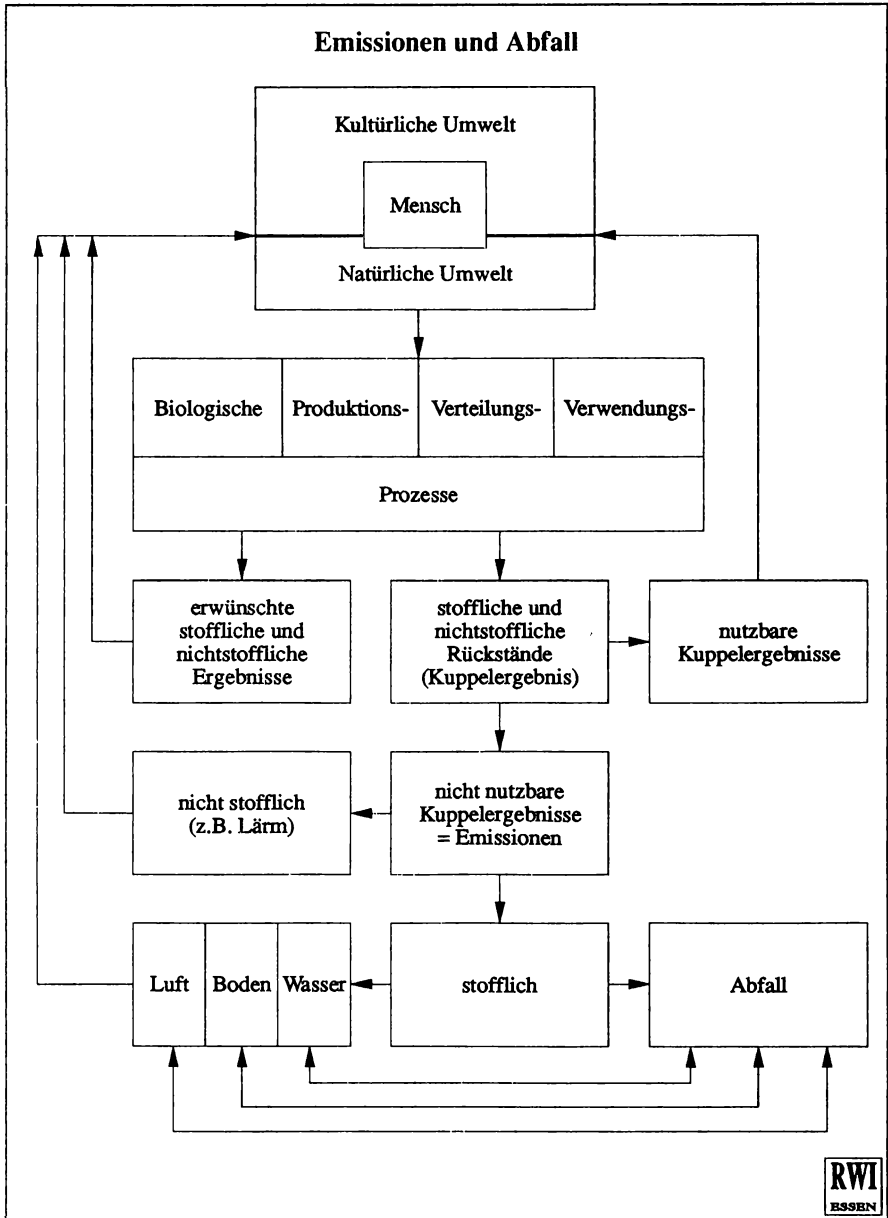 Emissionen und Abfall
Kultürliche Umwelt
Mensch
Natürliche Umwelt
Biologische
Produktions-
Verteilungs-
Verwendungs-
Prozesse
erwünschte
stoffliche und
nichtstoffliche
Ergebnisse
stoffliche und
nichtstoffliche
Rückstände
(Kuppelergebnis)
nutzbare
Kuppelergebnisse
nicht stofflich
(z.B. Lärm)
nicht nutzbare
Kuppelergebnisse
= Emissionen
Luft
Boden
Wasser
stofflich
Abfall
RWI
ESSEN